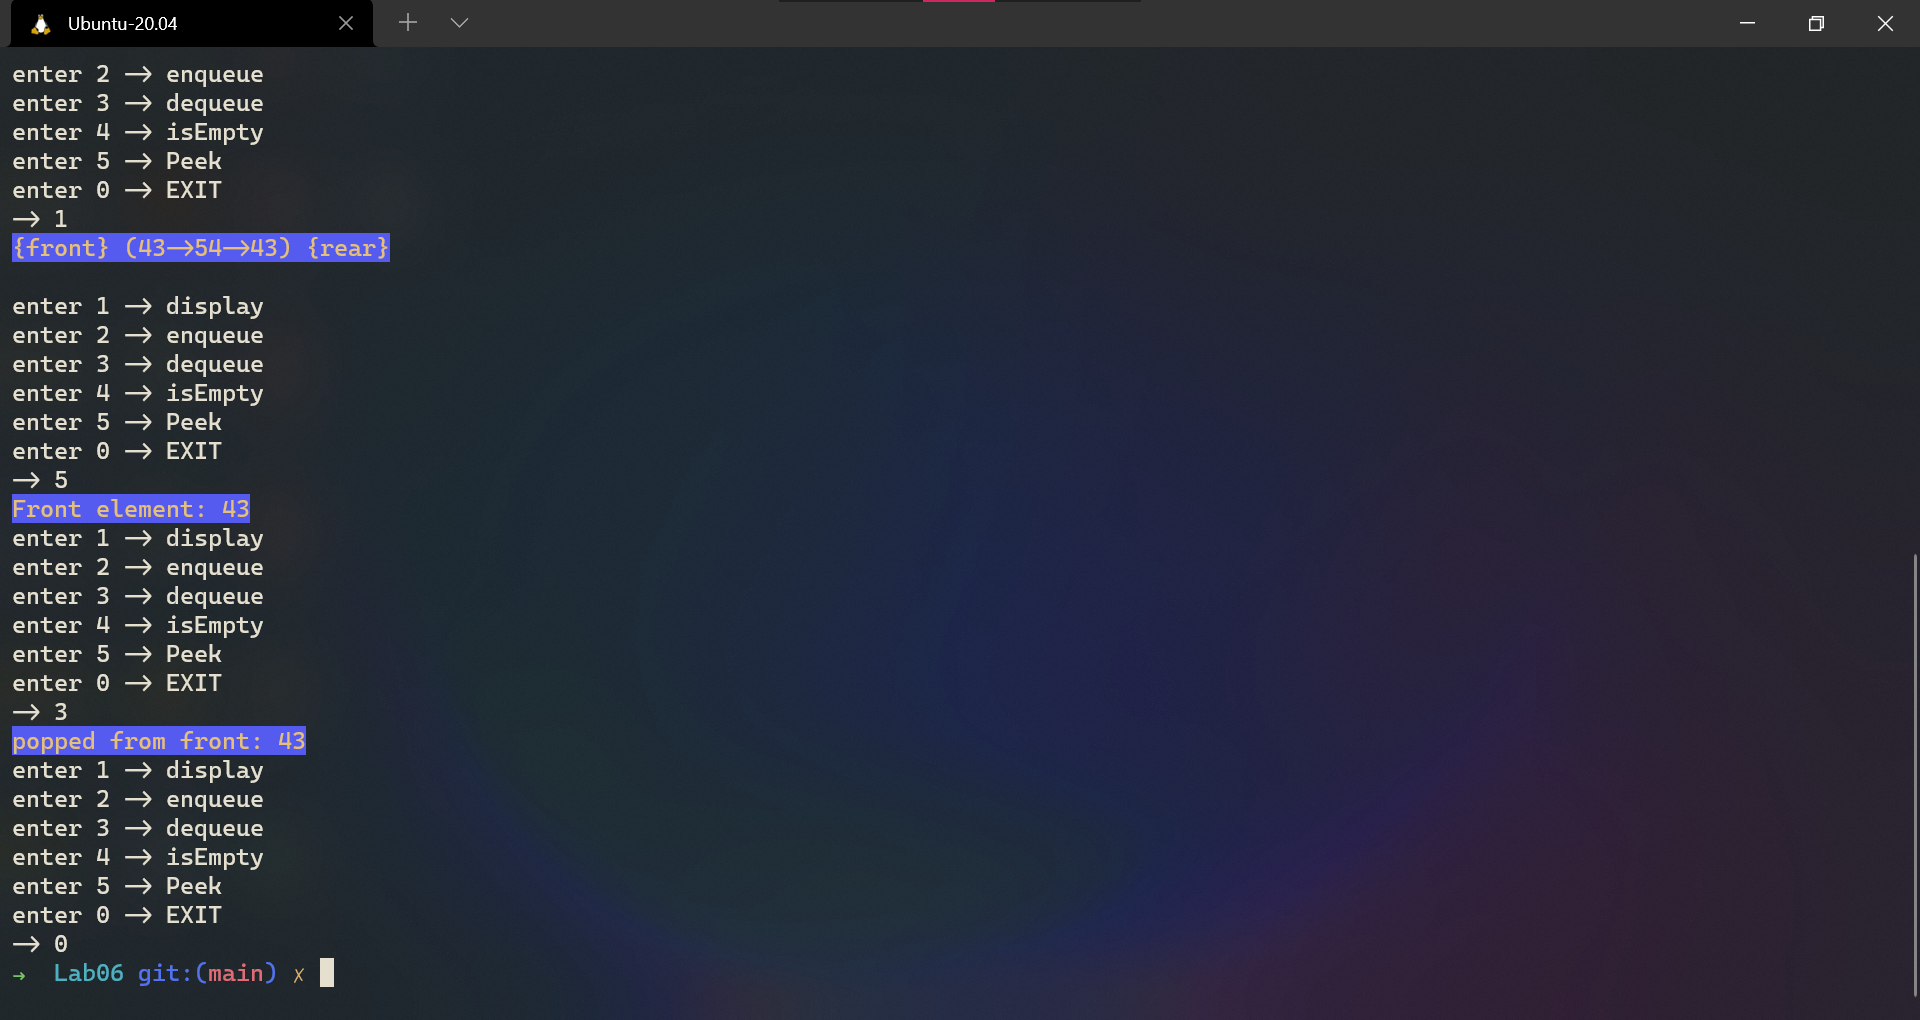 Ubuntu-20.04
enter 2 → enqueue
enter 3 → dequeue
enter 4 → isEmpty
enter 5 → Peek
enter 0 → EXIT
→ 1
{front} (43→54→43) {rear}
enter 1 → display
enter 2 → enqueue
enter 3 → dequeue
enter 4 → isEmpty
enter 5 → Peek
enter 0 → EXIT
→ 5
Front element: 43
enter 1 → display
enter 2 → enqueue
enter 3 → dequeue
enter 4 → isEmpty
enter 5 → Peek
enter 0 → EXIT
→ 3
popped from front: 43
enter 1 → display
enter 2 → enqueue
enter 3 → dequeue
enter 4 → isEmpty
enter 5 → Peek
enter 0 → EXIT
→ 0
→ Lab06 git:(main) ✗